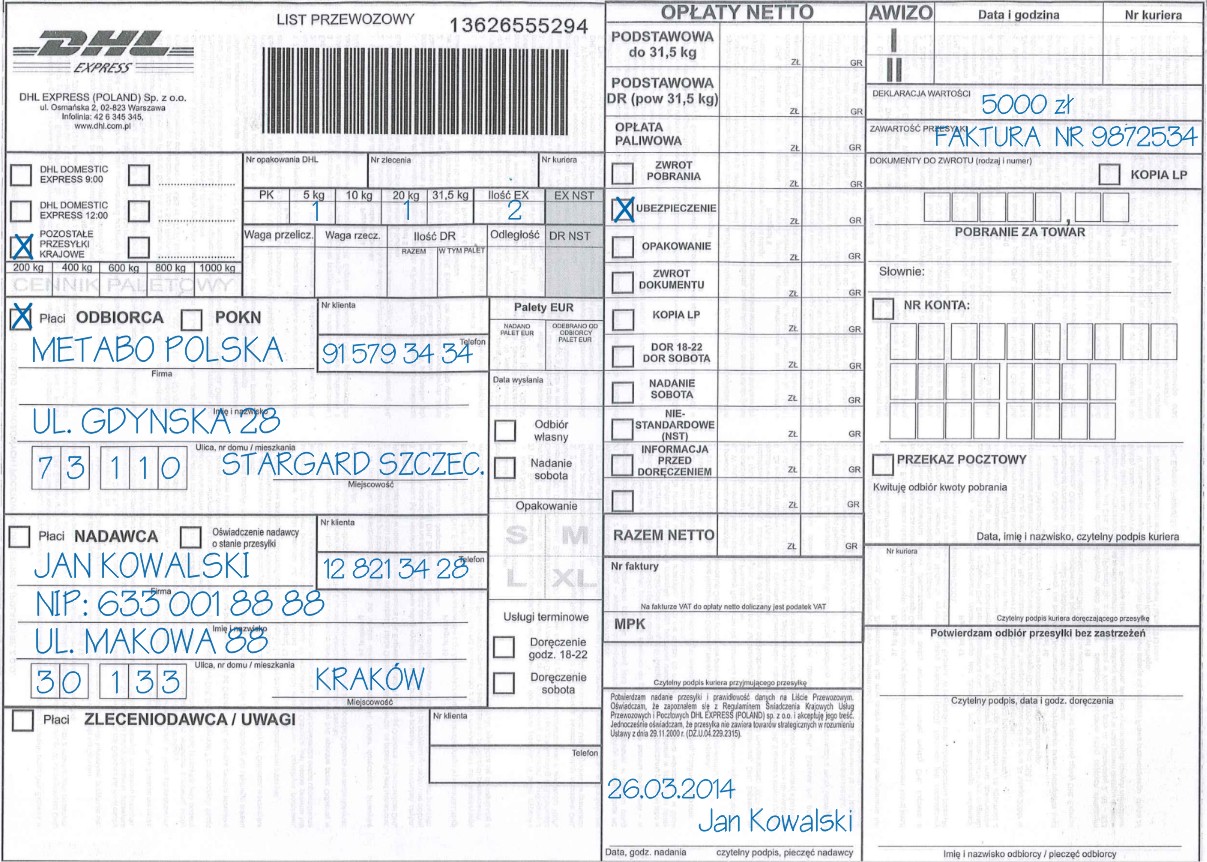 DHL
EXPRESS
DHL EXPRESS (POLAND) Sp. z o.o.
ul. Osmańska 2, 02-823 Warszawa
Infolinia: 42 6 345 345,
www.dhl.com.pl
LIST PRZEWOZOWY 13626555294
DHL DOMESTIC
EXPRESS 9:00
DHL DOMESTIC
EXPRESS 12:00
X POZOSTAŁE
PRZESYŁKI
KRAJOWE
200 kg 400 kg 600 kg 800 kg 1000 kg
CENNIK PALETOWY
Nr opakowania DHL Nr zlecenia Nr kuriera
PK 5 kg 10 kg 20 kg 31,5 kg Ilość EX EX NST
1 1 2
Waga przelicz. Waga rzecz. Ilość DR Odległość DR NST
RAZEM W TYM PALET
X Płaci ODBIORCA POKN
Nr klienta
METABO POLSKA
91 579 34 34
Telefon
Firma
Imię i nazwisko
UL. GDYNSKA 28
Ulica, nr domu / mieszkania
73 110 STARGARD SZCZEC.
Miejscowość
Płaci NADAWCA
Oświadczenie nadawcy
o stanie przesyłki
Nr klienta
JAN KOWALSKI
12 821 34 28
Telefon
Firma
NIP: 633 001 88 88
Imię i nazwisko
UL. MAKOWA 88
Ulica, nr domu / mieszkania
30 133 KRAKÓW
Miejscowość
Płaci ZLECENIODAWCA / UWAGI
Nr klienta
Telefon
Palety EUR
NADANO
PALET EUR
ODEBRANO OD
ODBIORCY
PALET EUR
Data wysłania
Odbiór
własny
Nadanie
sobota
Opakowanie
S M
L XL
Usługi terminowe
Doręczenie
godz. 18-22
Doręczenie
sobota
OPŁATY NETTO
PODSTAWOWA
do 31,5 kg
ZŁ GR
PODSTAWOWA
DR (pow 31,5 kg)
ZŁ GR
OPŁATA
PALIWOWA
ZŁ GR
ZWROT
POBRANIA
ZŁ GR
X UBEZPIECZENIE
ZŁ GR
OPAKOWANIE
ZŁ GR
ZWROT
DOKUMENTU
ZŁ GR
KOPIA LP
ZŁ GR
DOR 18-22
DOR SOBOTA
ZŁ GR
NADANIE
SOBOTA
ZŁ GR
NIE-
STANDARDOWE
(NST)
ZŁ GR
INFORMACJA
PRZED
DORĘCZENIEM
ZŁ GR
ZŁ GR
RAZEM NETTO
ZŁ GR
Nr faktury
Na fakturze VAT do opłaty netto doliczany jest podatek VAT
MPK
Czytelny podpis kuriera przyjmującego przesyłkę
Potwierdzam nadanie przesyłki i prawidłowość danych na Liście Przewozowym.
Oświadczam, że zapoznałem się z Regulaminem Świadczenia Krajowych Usług
Przewozowych i Pocztowych DHL EXPRESS (POLAND) sp. z o.o. i akceptuję jego treść.
Jednocześnie oświadczam, że przesyłka nie zawiera towarów strategicznych w rozumieniu
Ustawy z dnia 29.11.2000 r. (DZ.U.04.229.2315).
26.03.2014
Jan Kowalski
Data, godz. nadania czytelny podpis, pieczęć nadawcy
AWIZO Data i godzina Nr kuriera
I
II
DEKLARACJA WARTOŚCI
5000 zł
ZAWARTOŚĆ PRZESYŁKI
FAKTURA NR 9872534
DOKUMENTY DO ZWROTU (rodzaj i numer)
KOPIA LP
,
POBRANIE ZA TOWAR
Słownie:
NR KONTA:
PRZEKAZ POCZTOWY
Kwituję odbiór kwoty pobrania
Data, imię i nazwisko, czytelny podpis kuriera
Nr kuriera
Czytelny podpis kuriera doręczającego przesyłkę
Potwierdzam odbiór przesyłki bez zastrzeżeń
Czytelny podpis, data i godz. doręczenia
Imię i nazwisko odbiorcy / pieczęć odbiorcy